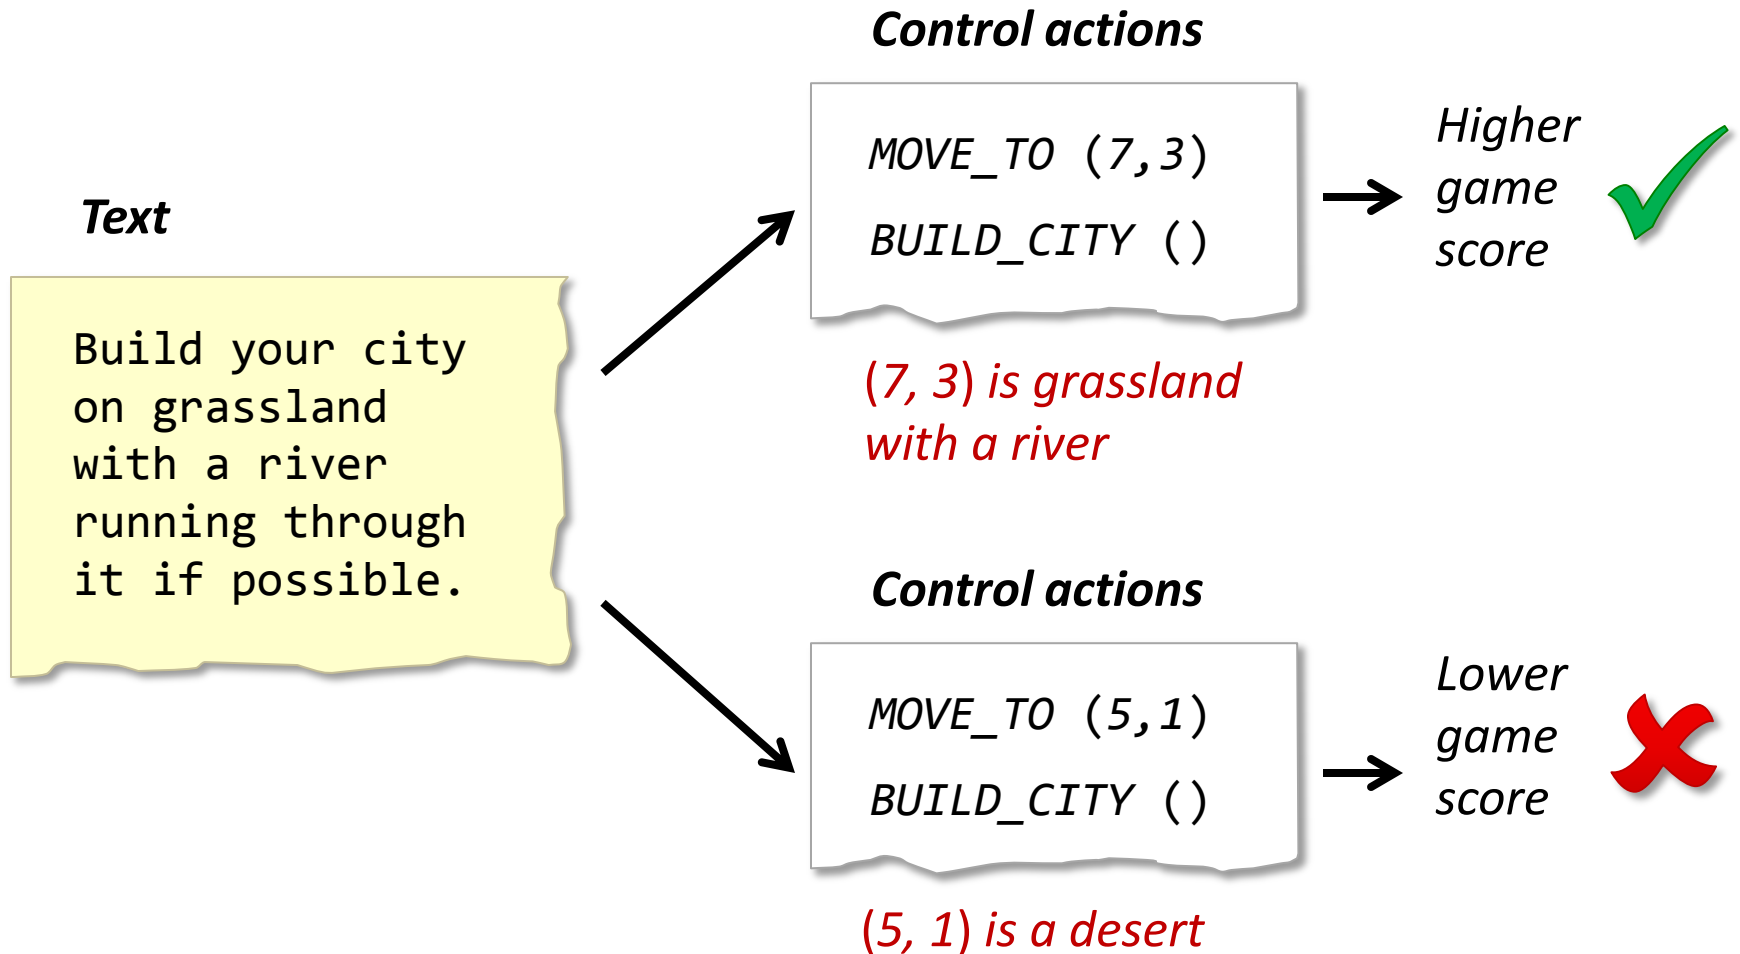 Text
Build your city
on grassland
with a river
running through
it if possible.
Control actions
MOVE_TO (7,3)
BUILD_CITY ()
(7, 3) is grassland
with a river
Higher
game
score
Control actions
MOVE_TO (5,1)
BUILD_CITY ()
(5, 1) is a desert
Lower
game
score